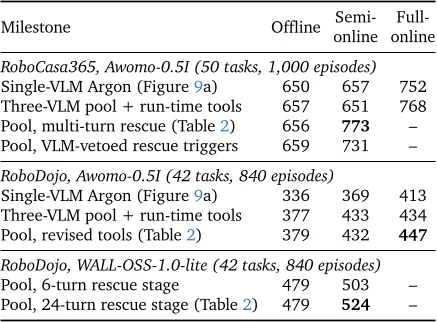 Milestone Offline Semi-online Full-online
RoboCasa365, Awomo-0.5I (50 tasks, 1,000 episodes)
Single-VLM Argon (Figure 9a) 650 657 752
Three-VLM pool + run-time tools 657 651 768
Pool, multi-turn rescue (Table 2) 656 773 –
Pool, VLM-vetoed rescue triggers 659 731 –
RoboDojo, Awomo-0.5I (42 tasks, 840 episodes)
Single-VLM Argon (Figure 9a) 336 369 413
Three-VLM pool + run-time tools 377 433 434
Pool, revised tools (Table 2) 379 432 447
RoboDojo, WALL-OSS-1.0-lite (42 tasks, 840 episodes)
Pool, 6-turn rescue stage 479 503 –
Pool, 24-turn rescue stage (Table 2) 479 524 –